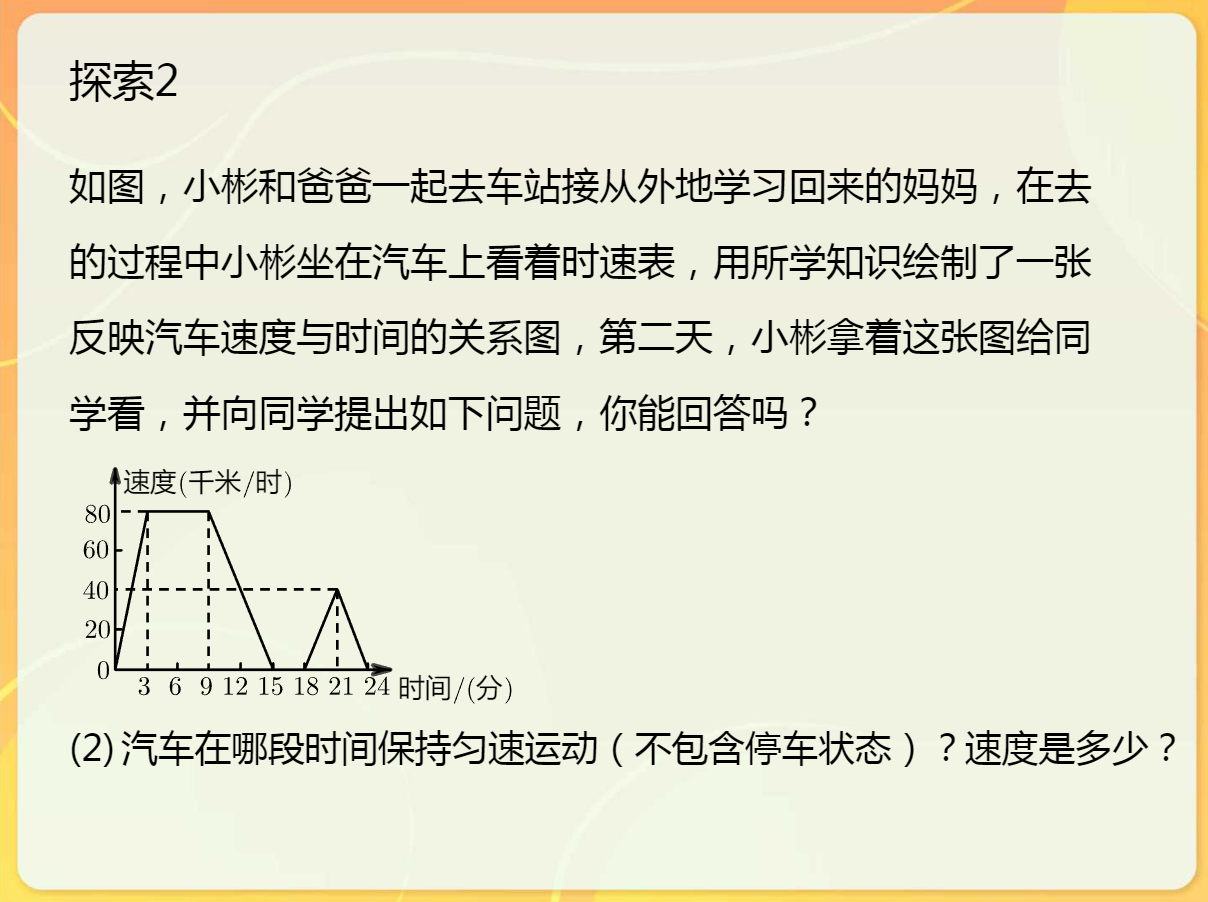 探索2
如图，小彬和爸爸一起去车站接从外地学习回来的妈妈，在去
的过程中小彬坐在汽车上看着时速表，用所学知识绘制了一张
反映汽车速度与时间的关系图，第二天，小彬拿着这张图给同
学看，并向同学提出如下问题，你能回答吗？
速度(千米/时)
80
60
40
20
0
3 6 9 12 15 18 21 24 时间/(分)
(2)汽车在哪段时间保持匀速运动（不包含停车状态）？速度是多少？